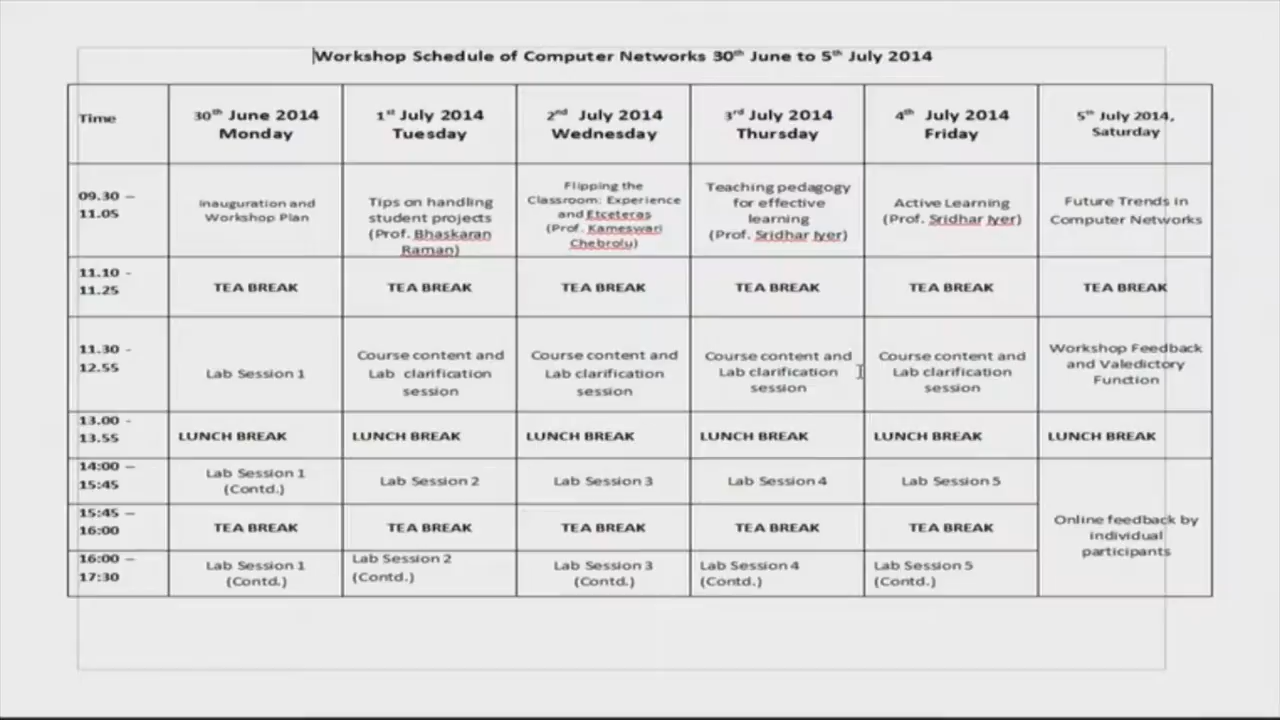 Workshop Schedule of Computer Networks 30th June to 5th July 2014
Time
30th June 2014
Monday
1st July 2014
Tuesday
2nd July 2014
Wednesday
3rd July 2014
Thursday
4th July 2014
Friday
5th July 2014,
Saturday
09.30 –
11.05
Inauguration and
Workshop Plan
Tips on handling
student projects
(Prof. Bhaskaran
Raman)
Flipping the
Classroom: Experience
and Etceteras
(Prof. Kameswari
Chebrolu)
Teaching pedagogy
for effective
learning
(Prof. Sridhar Iyer)
Active Learning
(Prof. Sridhar Iyer)
Future Trends in
Computer Networks
11.10 -
11.25
TEA BREAK
TEA BREAK
TEA BREAK
TEA BREAK
TEA BREAK
TEA BREAK
11.30 -
12.55
Lab Session 1
Course content and
Lab clarification
session
Course content and
Lab clarification
session
Course content and
Lab clarification
session
Course content and
Lab clarification
session
Workshop Feedback
and Valedictory
Function
13.00 -
13.55
LUNCH BREAK
LUNCH BREAK
LUNCH BREAK
LUNCH BREAK
LUNCH BREAK
LUNCH BREAK
14:00 –
15:45
Lab Session 1
(Contd.)
Lab Session 2
Lab Session 3
Lab Session 4
Lab Session 5
Online feedback by
individual
participants
15:45 –
16:00
TEA BREAK
TEA BREAK
TEA BREAK
TEA BREAK
TEA BREAK
16:00 –
17:30
Lab Session 1
(Contd.)
Lab Session 2
(Contd.)
Lab Session 3
(Contd.)
Lab Session 4
(Contd.)
Lab Session 5
(Contd.)